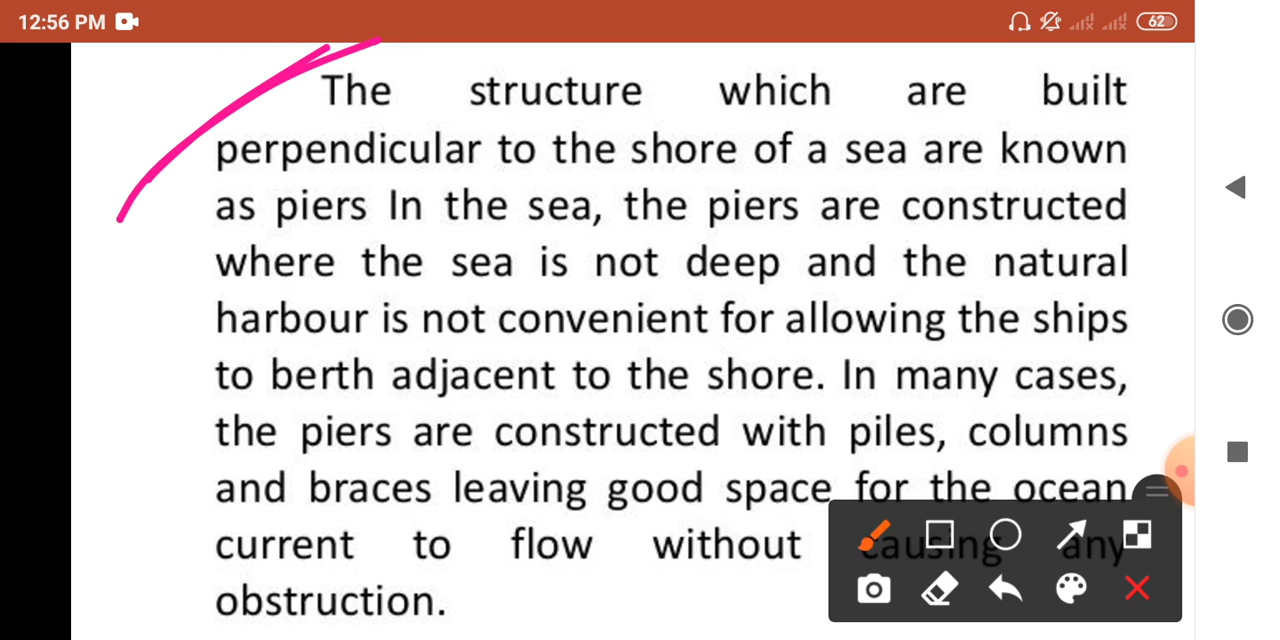 12:56 PM
62
The structure which are built
perpendicular to the shore of a sea are known
as piers In the sea, the piers are constructed
where the sea is not deep and the natural
harbour is not convenient for allowing the ships
to berth adjacent to the shore. In many cases,
the piers are constructed with piles, columns
and braces leaving good space for the ocean
current to flow without causing any
obstruction.